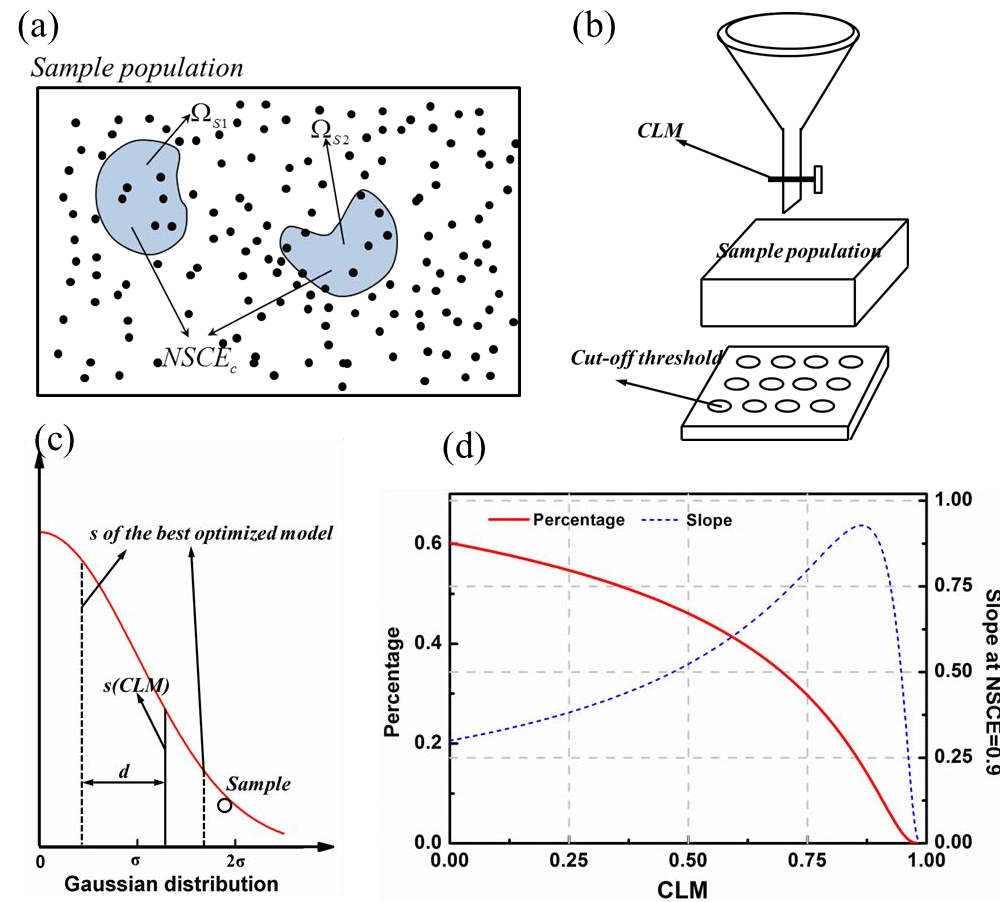 (a)
Sample population
Ω_S1
Ω_S2
NSCE_c
(b)
CLM
Sample population
Cut-off threshold
(c)
s of the best optimized model
s(CLM)
d
Sample
0 σ 2σ
Gaussian distribution
(d)
Percentage Slope
0.6
0.4
0.2
0.0
Percentage
1.00
0.75
0.50
0.25
0.00
Slope at NSCE=0.9
0.00 0.25 0.50 0.75 1.00
CLM